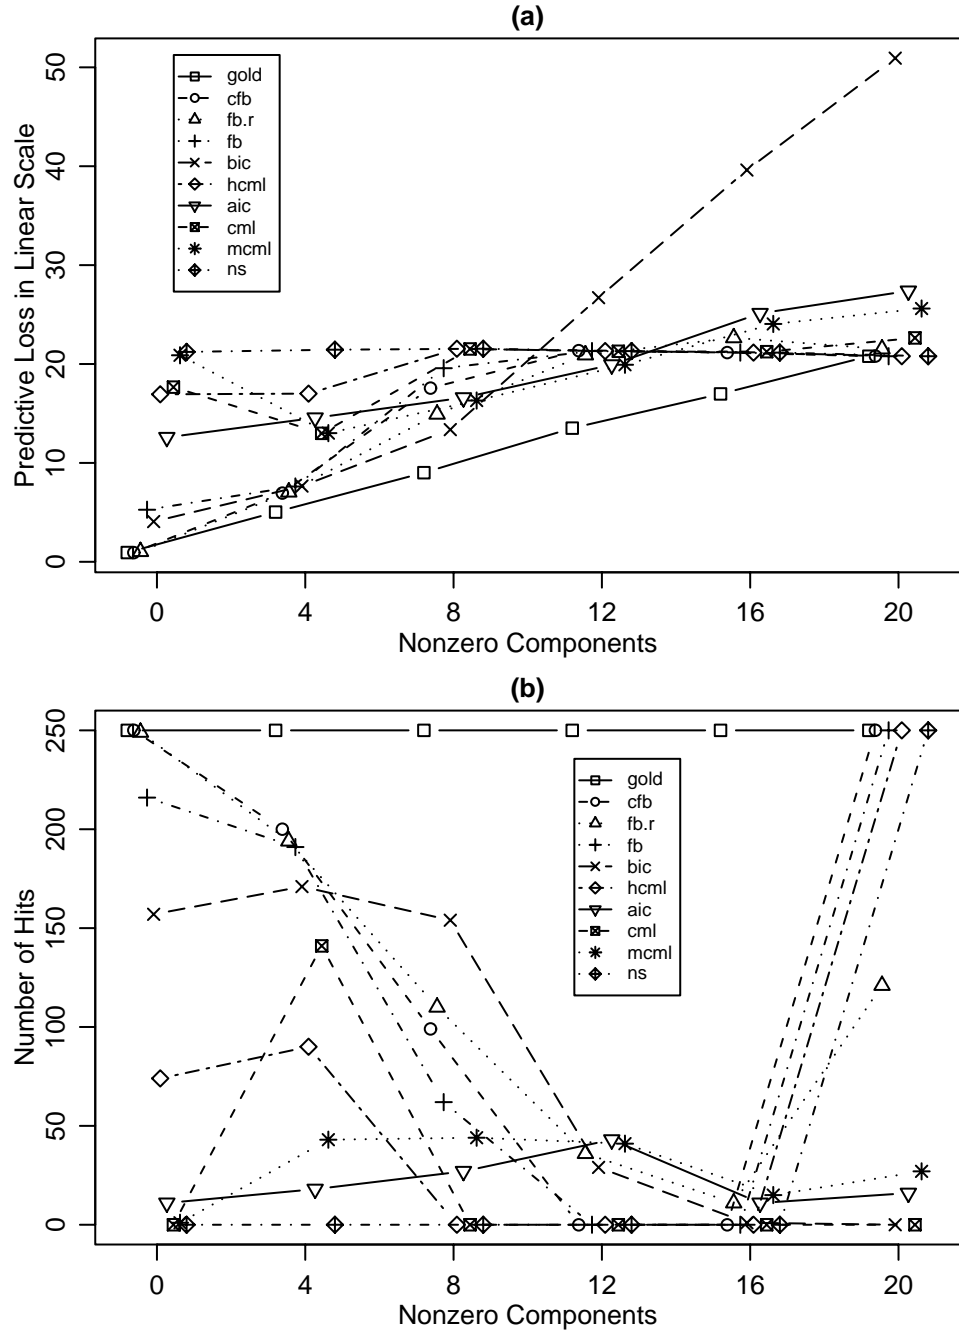 (a)
Predictive Loss in Linear Scale
50
40
30
20
10
0
gold
cfb
fb.r
fb
bic
hcml
aic
cml
mcml
ns
0 4 8 12 16 20
Nonzero Components
(b)
Number of Hits
250
200
150
100
50
0
gold
cfb
fb.r
fb
bic
hcml
aic
cml
mcml
ns
0 4 8 12 16 20
Nonzero Components